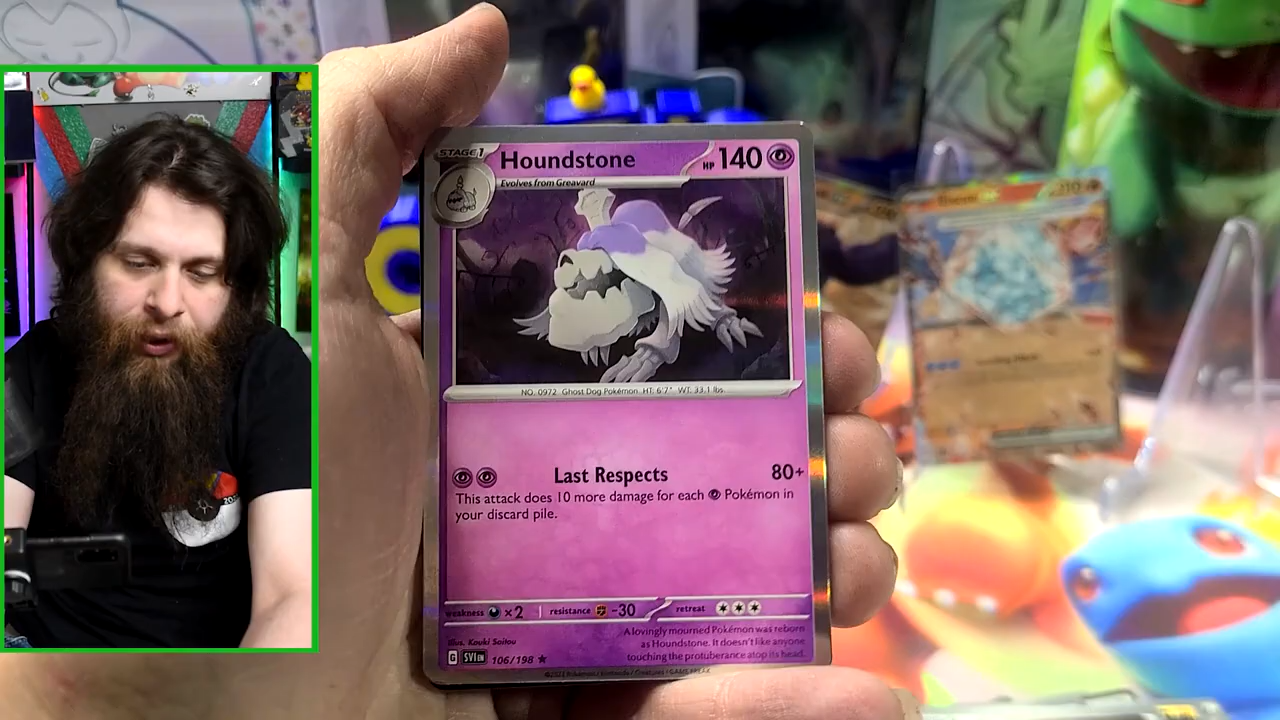 STAGE 1 Houndstone HP 140
Evolves from Greavard
NO. 0972 Ghost Dog Pokémon HT: 6'7" WT: 33.1 lbs.
Last Respects 80+
This attack does 10 more damage for each Pokémon in
your discard pile.
weakness ×2 resistance -30 retreat
Illus. Kouki Saitou
A lovingly mourned Pokémon was reborn
as Houndstone. It doesn't like anyone
touching the protuberance atop its head.
G SVI EN 106/198 ★